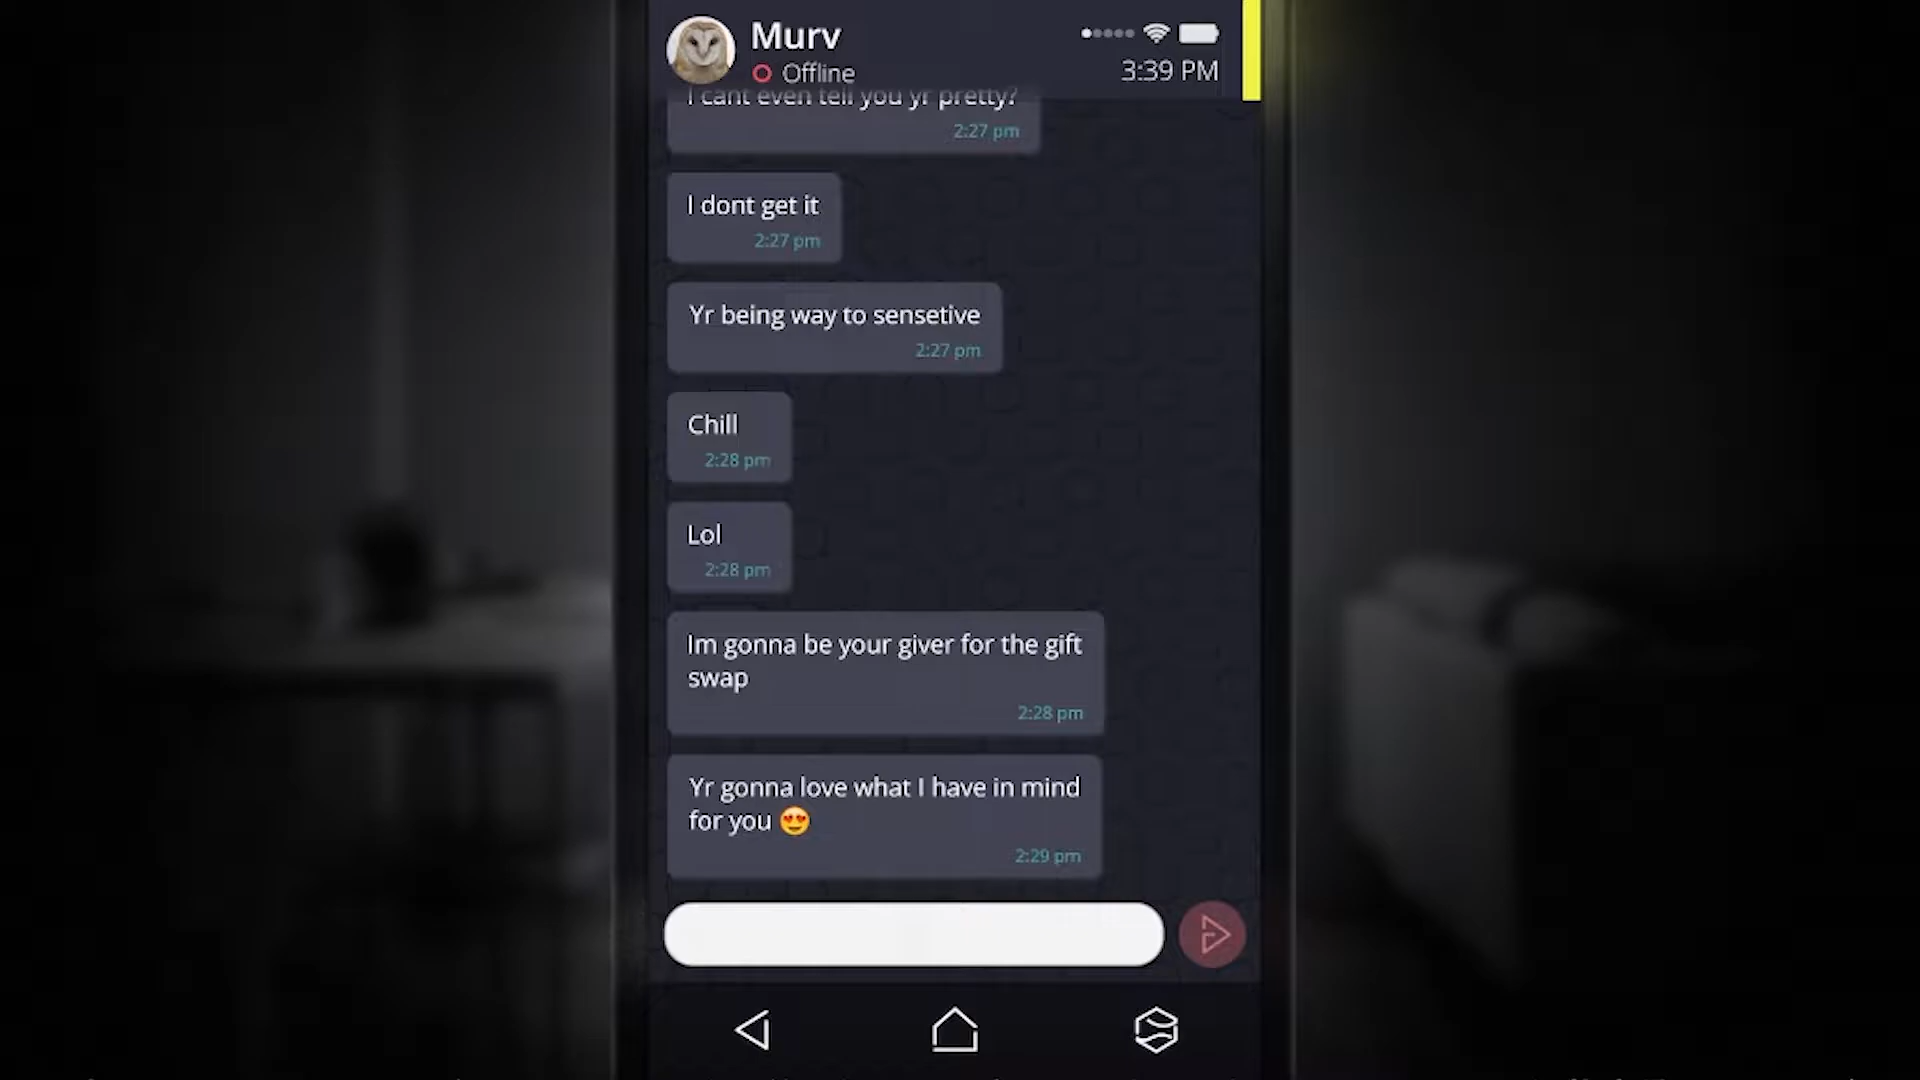 Murv
Offline
3:39 PM
I cant even tell you yr pretty?
2:27 pm
I dont get it
2:27 pm
Yr being way to sensetive
2:27 pm
Chill
2:28 pm
Lol
2:28 pm
Im gonna be your giver for the gift
swap
2:28 pm
Yr gonna love what I have in mind
for you 😍
2:29 pm